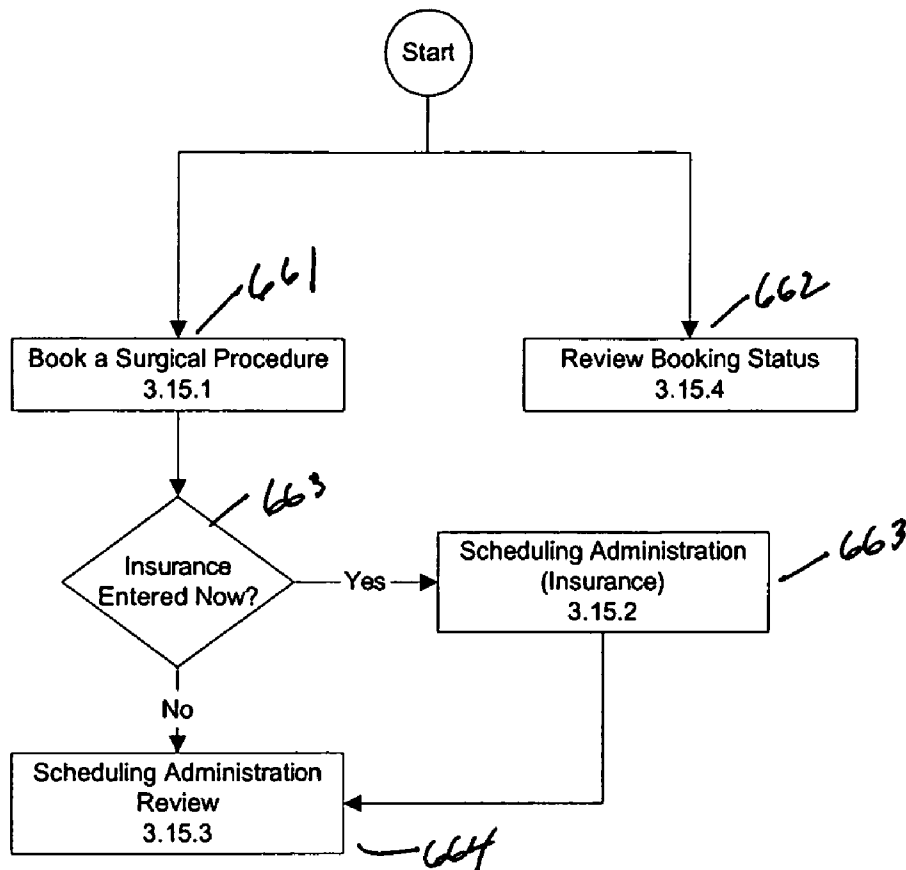 Start
661
662
Book a Surgical Procedure
3.15.1
Review Booking Status
3.15.4
663
Insurance
Entered Now?
Yes
Scheduling Administration
(Insurance)
3.15.2
663
No
Scheduling Administration
Review
3.15.3
664